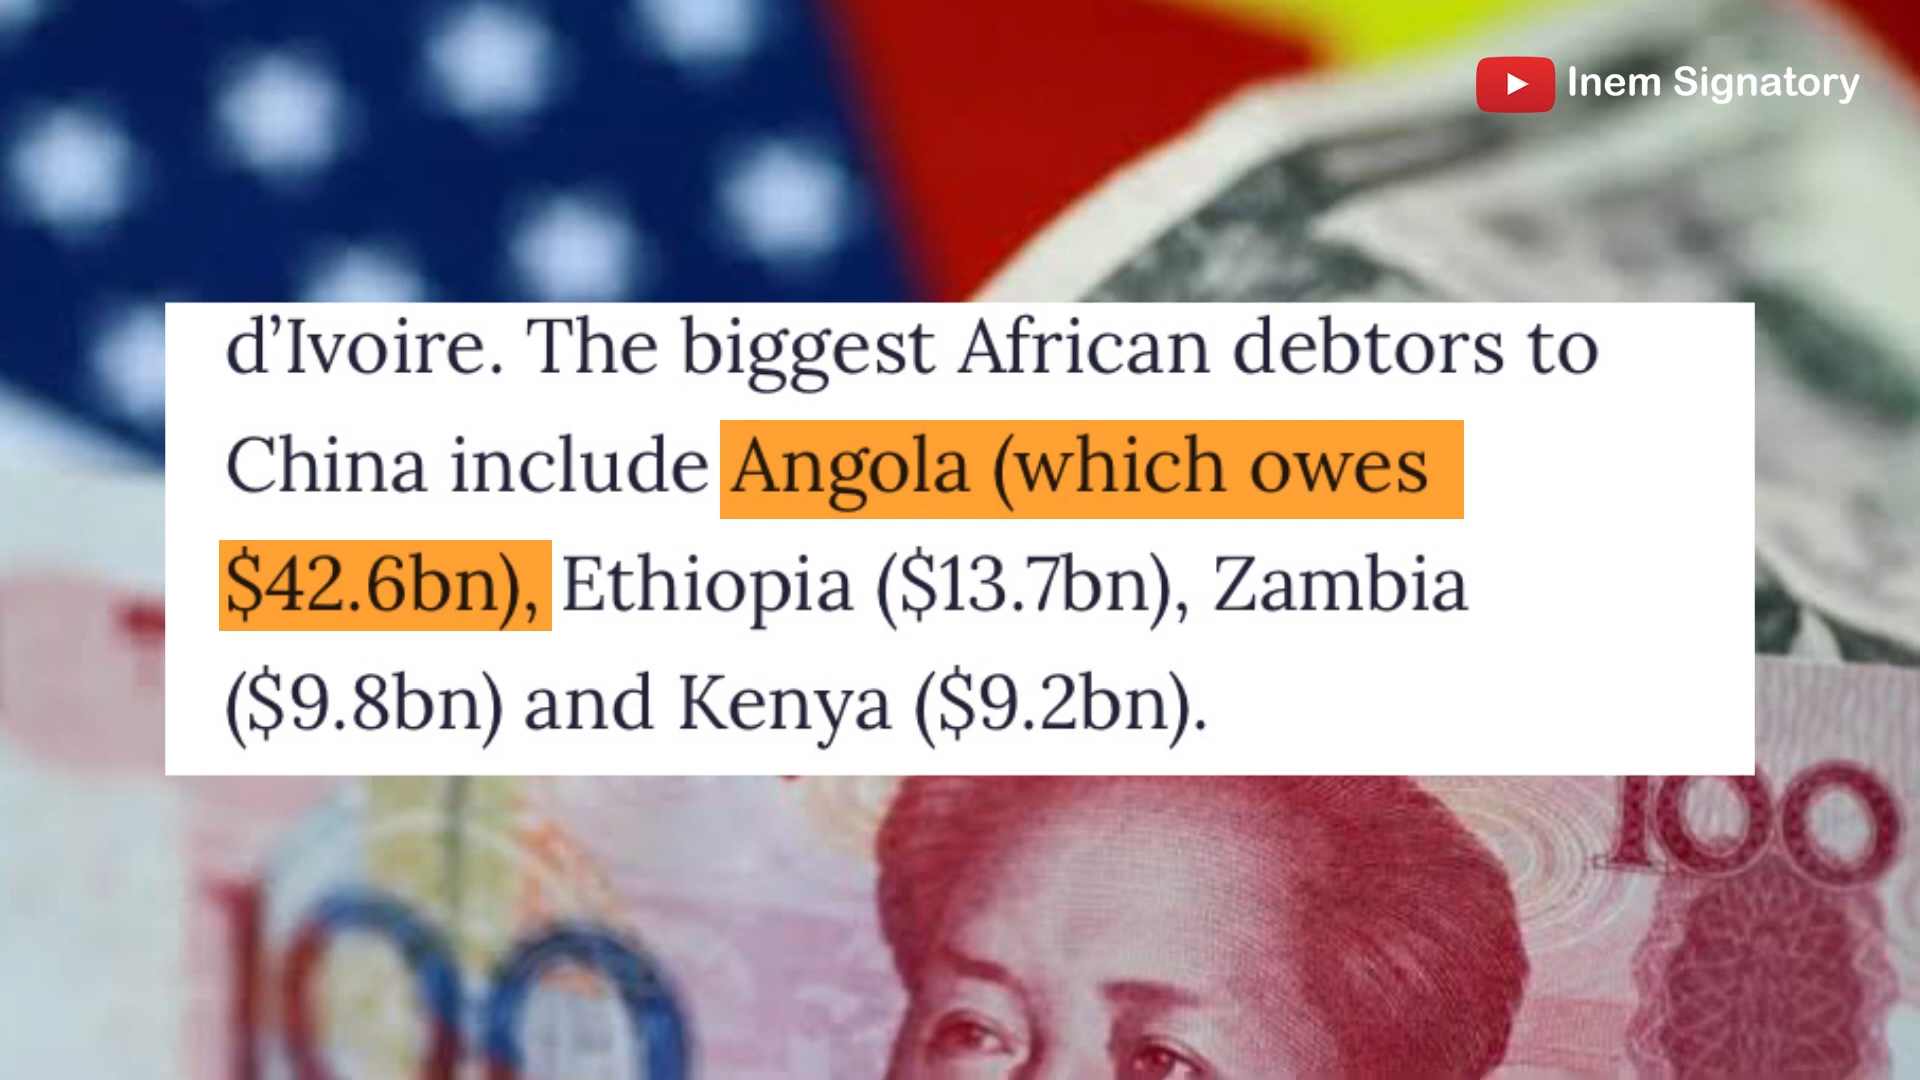 Inem Signatory
d’Ivoire. The biggest African debtors to
China include Angola (which owes
$42.6bn), Ethiopia ($13.7bn), Zambia
($9.8bn) and Kenya ($9.2bn).
100
100